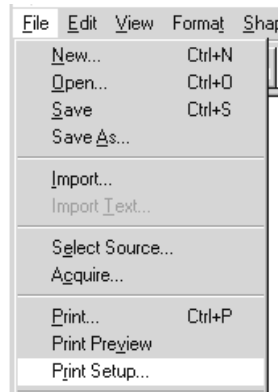 File Edit View Format Shap
New... Ctrl+N
Open... Ctrl+O
Save Ctrl+S
Save As...
Import...
Import Text...
Select Source...
Acquire...
Print... Ctrl+P
Print Preview
Print Setup...